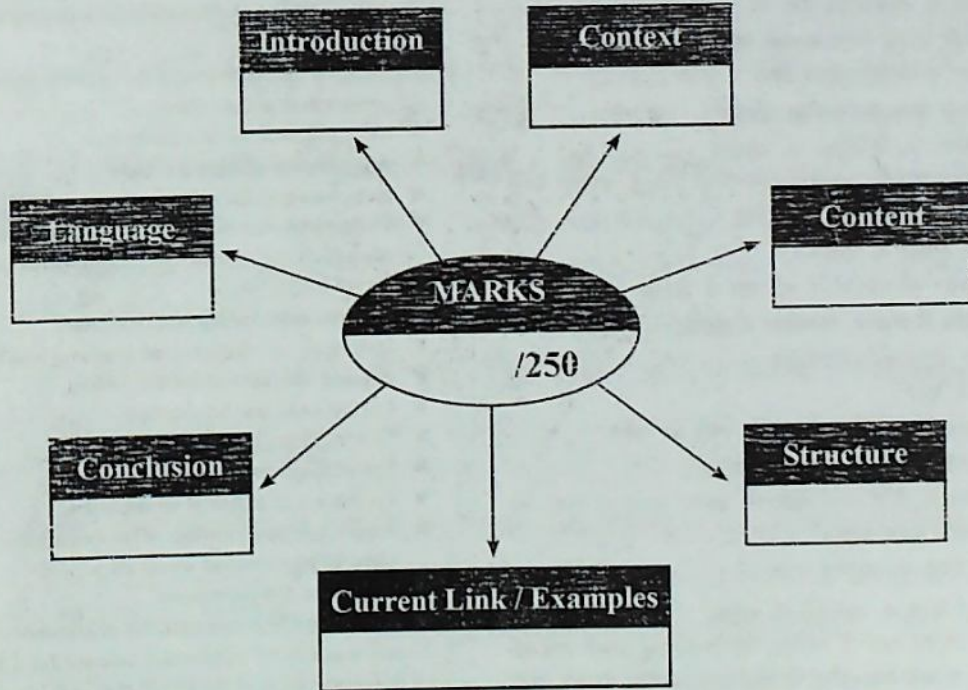 Introduction
Context
Language
Content
MARKS
/250
Conclusion
Structure
Current Link / Examples